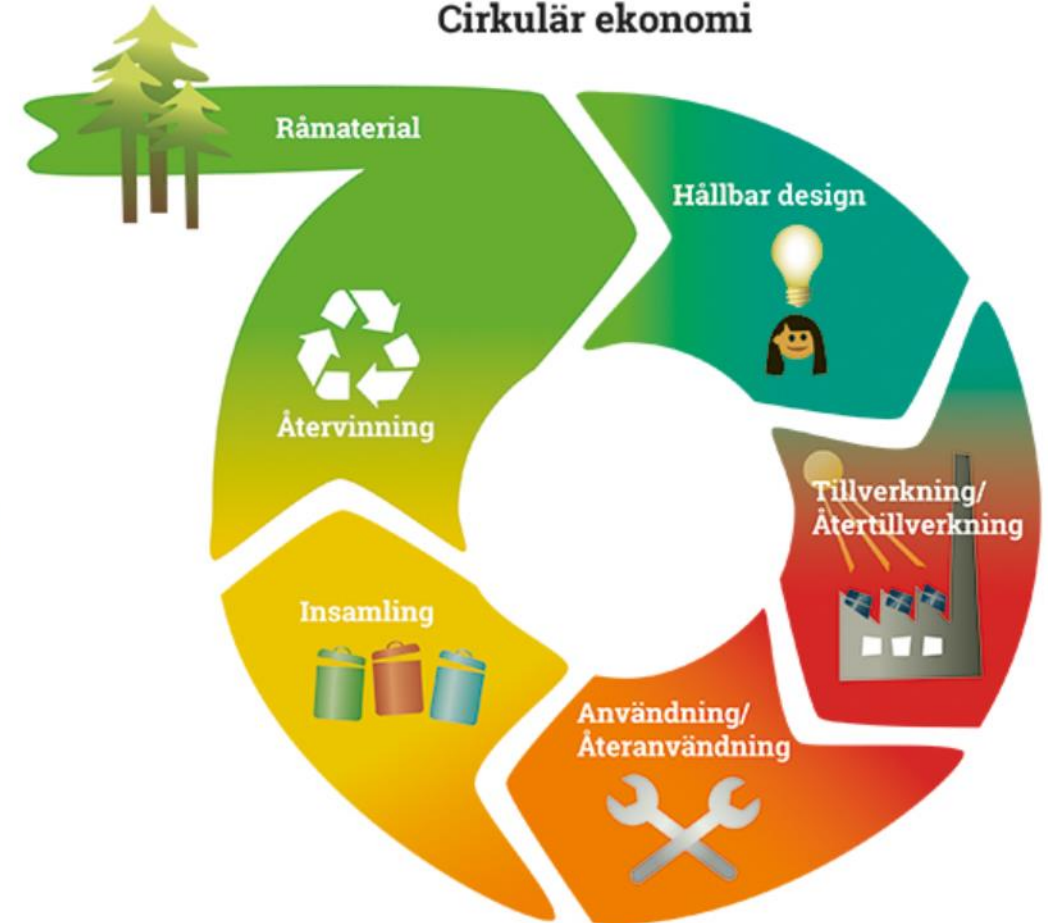 Cirkulär ekonomi
Råmaterial
Hållbar design
Tillverkning/
Återtillverkning
Användning/
Återanvändning
Insamling
Återvinning